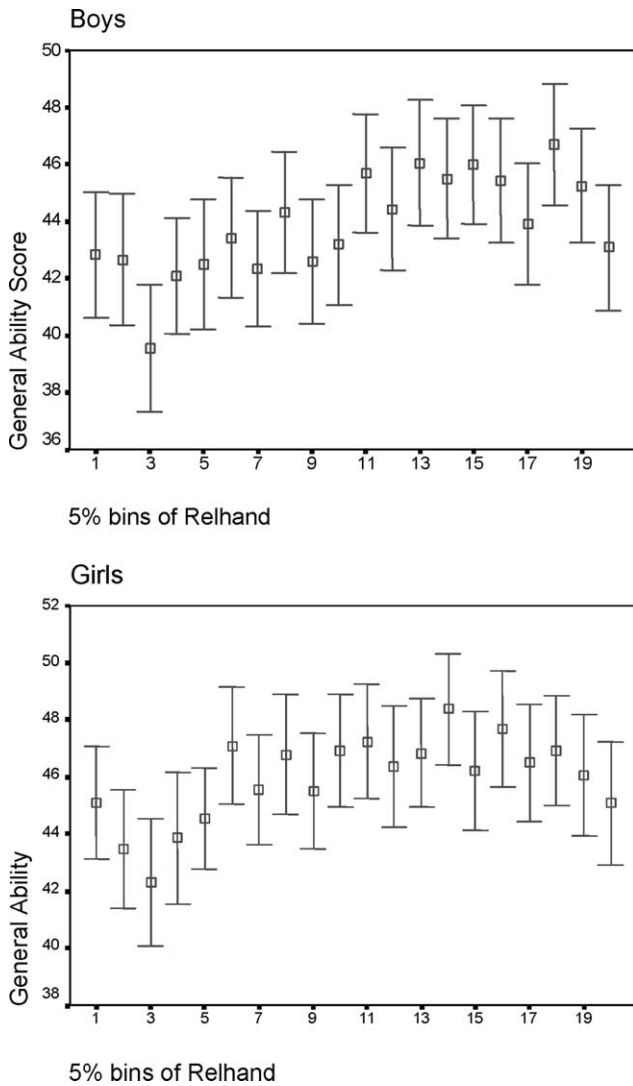 Boys
50
48
46
44
42
40
38
36
General Ability Score
1 3 5 7 9 11 13 15 17 19
5% bins of Relhand
Girls
52
50
48
46
44
42
40
38
General Ability
1 3 5 7 9 11 13 15 17 19
5% bins of Relhand